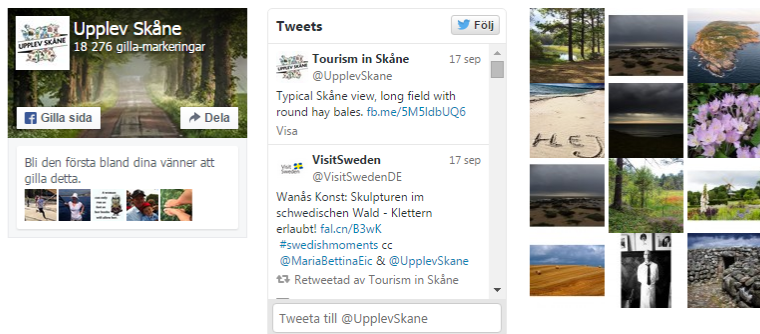 UPPLEV SKÅNE
Upplev Skåne
18 276 gilla-markeringar
Gilla sida
Dela
Bli den första bland dina vänner att
gilla detta.
Tweets
Följ
UPPLEV SKÅNE
Tourism in Skåne
17 sep
@UpplevSkane
Typical Skåne view, long field with
round hay bales. fb.me/5M5ldbUQ6
Visa
Visit
Sweden
VisitSweden
17 sep
@VisitSwedenDE
Wanås Konst: Skulpturen im
schwedischen Wald - Klettern
erlaubt! fal.cn/B3wK
#swedishmoments cc
@MariaBettinaEic & @UpplevSkane
Retweetad av Tourism in Skåne
Tweeta till @UpplevSkane
HEJ